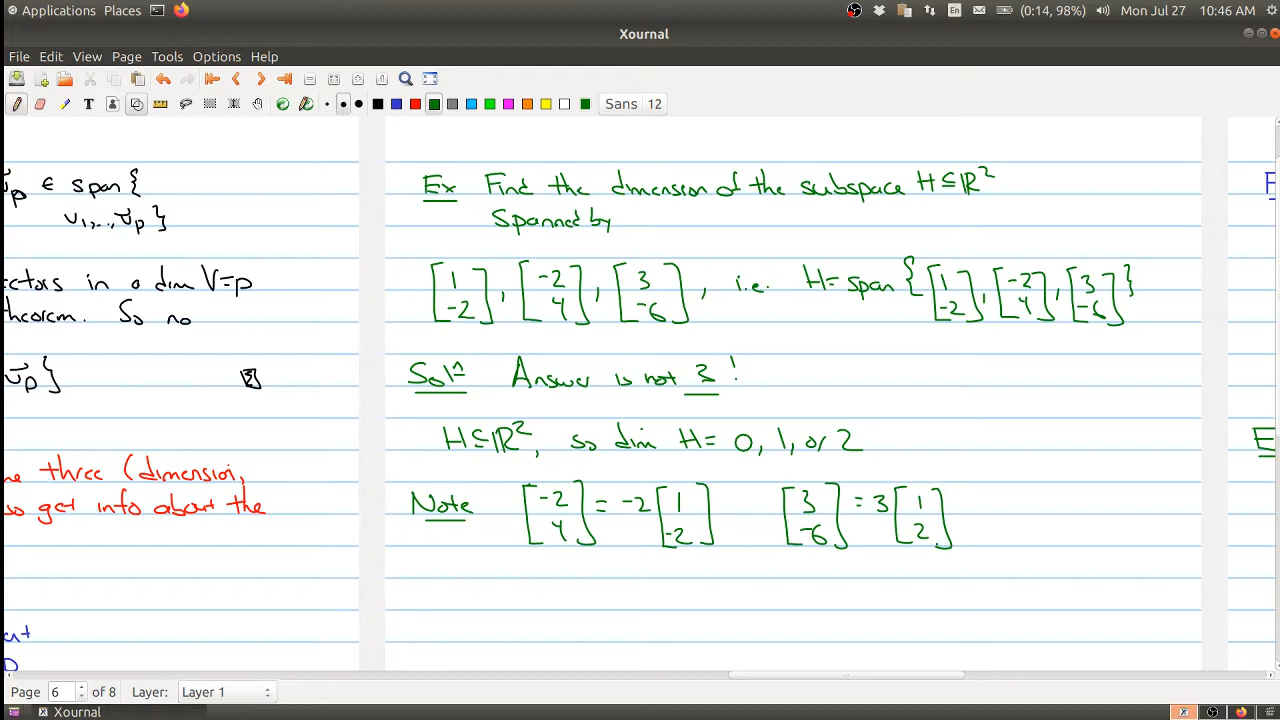 Applications Places en (0:14, 98%) Mon Jul 27 10:46 AM
Xournal
File Edit View Page Tools Options Help
Sans 12
v⃗p ∈ span{
v1,..., v⃗p}
ectors in a dim V=p
theorem. So no
v⃗p}
three (dimension,
so get info about the
Ex Find the dimension of the subspace H⊆ℝ²
Spanned by
[1 -2], [-2 4], [3 -6], i.e. H=span {[1 -2], [-2 4], [3 -6]}
Sol'n Answer is not 3!
H⊆ℝ², so dim H= 0, 1, or 2
Note [-2 4] = -2[1 -2] [3 -6] = 3[1 2]
E
Page 6 of 8 Layer: Layer 1
Xournal